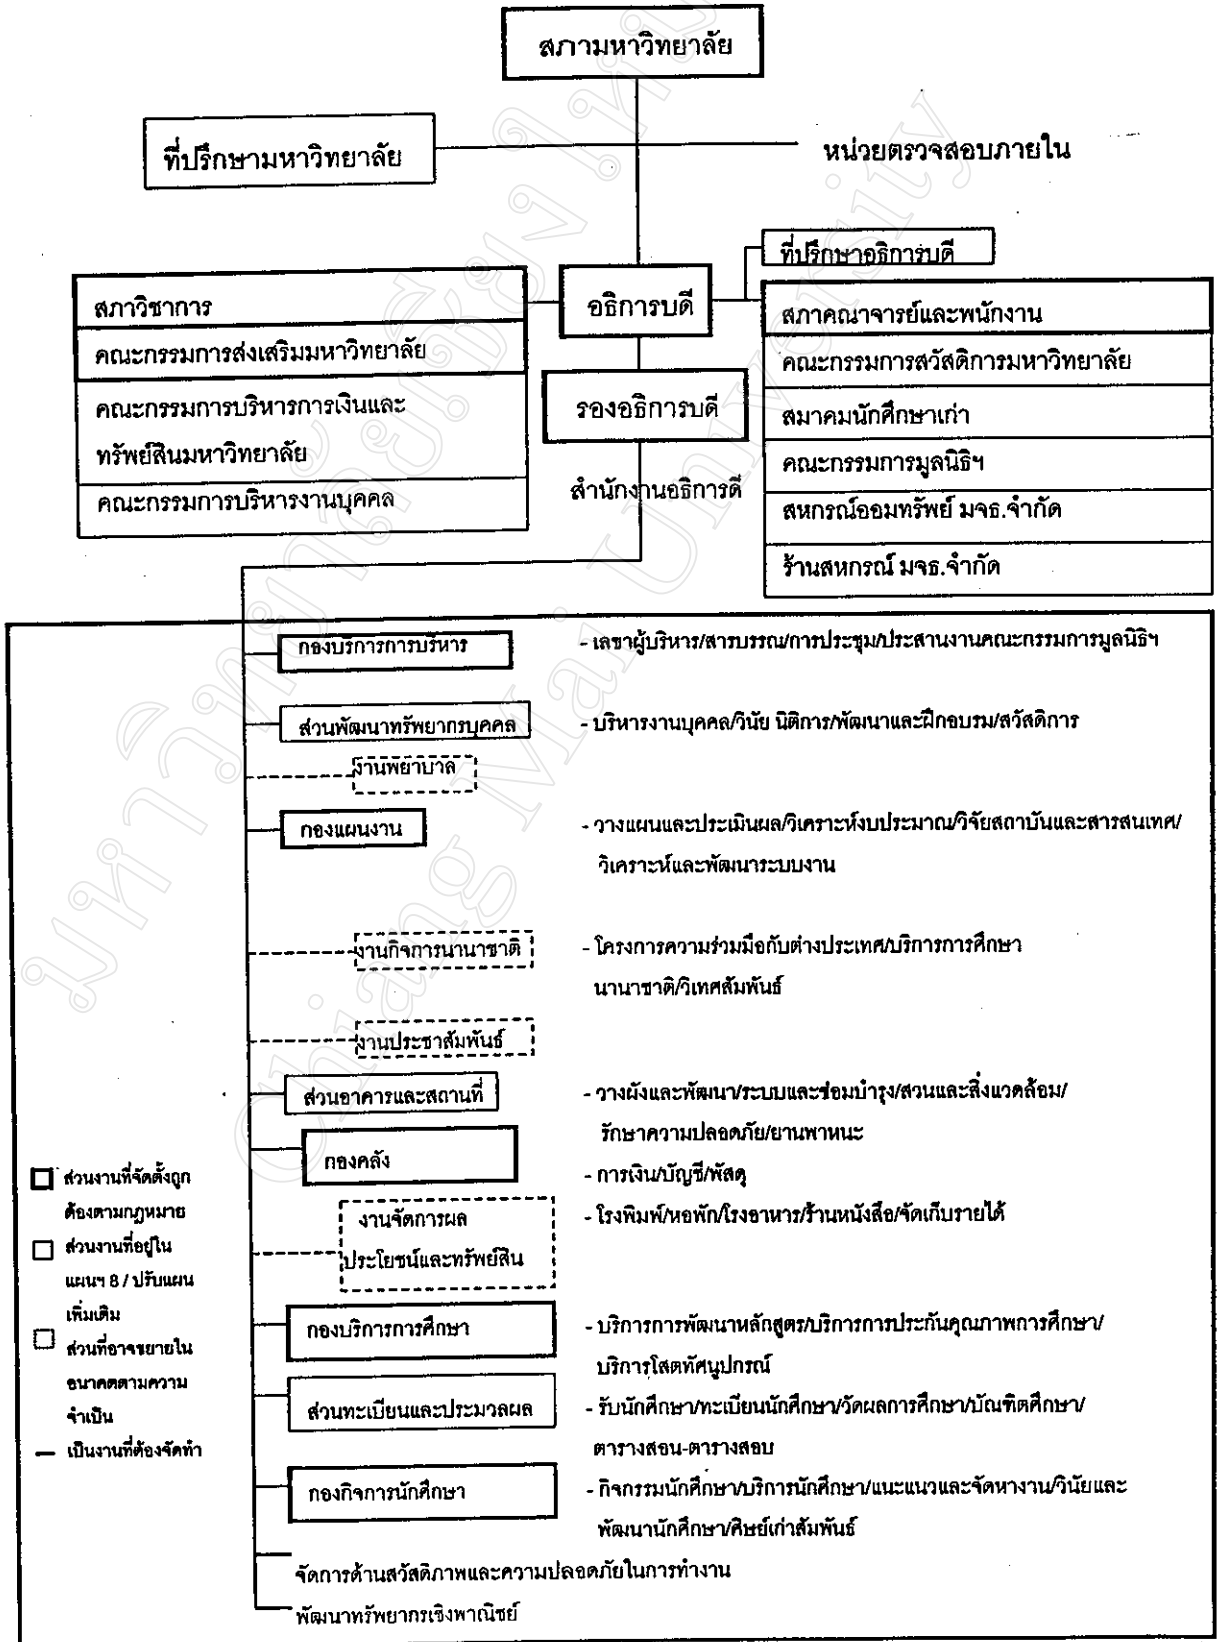 สภามหาวิทยาลัย
ที่ปรึกษามหาวิทยาลัย
หน่วยตรวจสอบภายใน
ที่ปรึกษาอธิการบดี
อธิการบดี
สภาวิชาการ
คณะกรรมการส่งเสริมมหาวิทยาลัย
คณะกรรมการบริหารการเงินและ
ทรัพย์สินมหาวิทยาลัย
คณะกรรมการบริหารงานบุคคล
รองอธิการบดี
สำนักงานอธิการดี
สภาคณาจารย์และพนักงาน
คณะกรรมการสวัสดิการมหาวิทยาลัย
สมาคมนักศึกษาเก่า
คณะกรรมการมูลนิธิฯ
สหกรณ์ออมทรัพย์ มจธ.จำกัด
ร้านสหกรณ์ มจธ.จำกัด
กองบริการการบริหาร
- เลขาผู้บริหาร/สารบรรณ/การประชุม/ประสานงานคณะกรรมการมูลนิธิฯ
ส่วนพัฒนาทรัพยากรบุคคล
- บริหารงานบุคคล/วินัย นิติการ/พัฒนาและฝึกอบรม/สวัสดิการ
งานพยาบาล
กองแผนงาน
- วางแผนและประเมินผล/วิเคราะห์งบประมาณ/วิจัยสถาบันและสารสนเทศ/
วิเคราะห์และพัฒนาระบบงาน
งานกิจการนานาชาติ
- โครงการความร่วมมือกับต่างประเทศ/บริการการศึกษา
นานาชาติ/วิเทศสัมพันธ์
งานประชาสัมพันธ์
ส่วนอาคารและสถานที่
- วางผังและพัฒนา/ระบบและซ่อมบำรุง/สวนและสิ่งแวดล้อม/
รักษาความปลอดภัย/ยานพาหนะ
กองคลัง
- การเงิน/บัญชี/พัสดุ
งานจัดการผล
ประโยชน์และทรัพย์สิน
- โรงพิมพ์/หอพัก/โรงอาหาร/ร้านหนังสือ/จัดเก็บรายได้
กองบริการการศึกษา
- บริการการพัฒนาหลักสูตร/บริการการประกันคุณภาพการศึกษา/
บริการโสตทัศนูปกรณ์
ส่วนทะเบียนและประมวลผล
- รับนักศึกษา/ทะเบียนนักศึกษา/วัดผลการศึกษา/บัณฑิตศึกษา/
ตารางสอน-ตารางสอบ
กองกิจการนักศึกษา
- กิจกรรมนักศึกษา/บริการนักศึกษา/แนะแนวและจัดหางาน/วินัยและ
พัฒนานักศึกษา/ศิษย์เก่าสัมพันธ์
จัดการด้านสวัสดิภาพและความปลอดภัยในการทำงาน
พัฒนาทรัพยากรเชิงพาณิชย์
ส่วนงานที่จัดตั้งถูก
ต้องตามกฎหมาย
ส่วนงานที่อยู่ใน
แผนฯ 8 / ปรับแผน
เพิ่มเติม
ส่วนที่อาจขยายใน
อนาคตตามความ
จำเป็น
เป็นงานที่ต้องจัดทำ
มหาวิทยาลัยเชียงใหม่
Chiang Mai University